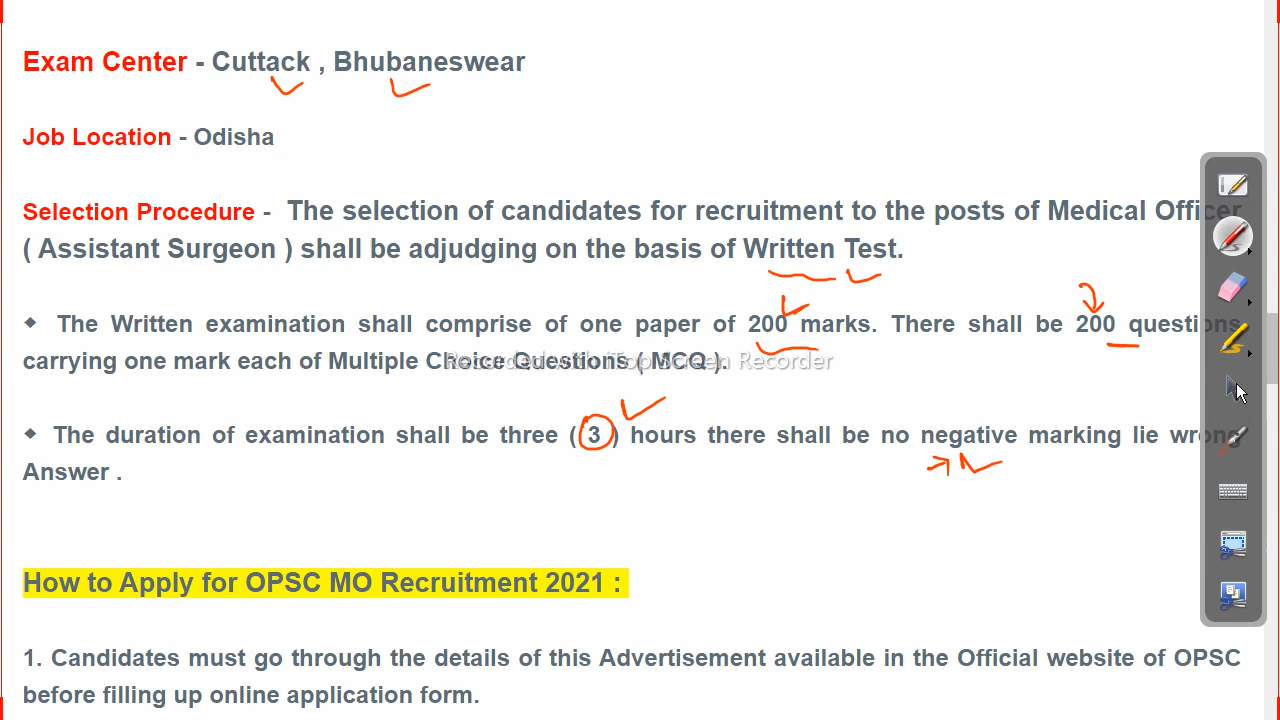 Exam Center - Cuttack , Bhubaneswear
Job Location - Odisha
Selection Procedure - The selection of candidates for recruitment to the posts of Medical Officer
( Assistant Surgeon ) shall be adjudging on the basis of Written Test.
◆ The Written examination shall comprise of one paper of 200 marks. There shall be 200 questions
carrying one mark each of Multiple Choice Questions ( MCQ ).
Recorded with iTop Screen Recorder
◆ The duration of examination shall be three ( 3 ) hours there shall be no negative marking lie wrong
Answer .
How to Apply for OPSC MO Recruitment 2021 :
1. Candidates must go through the details of this Advertisement available in the Official website of OPSC
before filling up online application form.